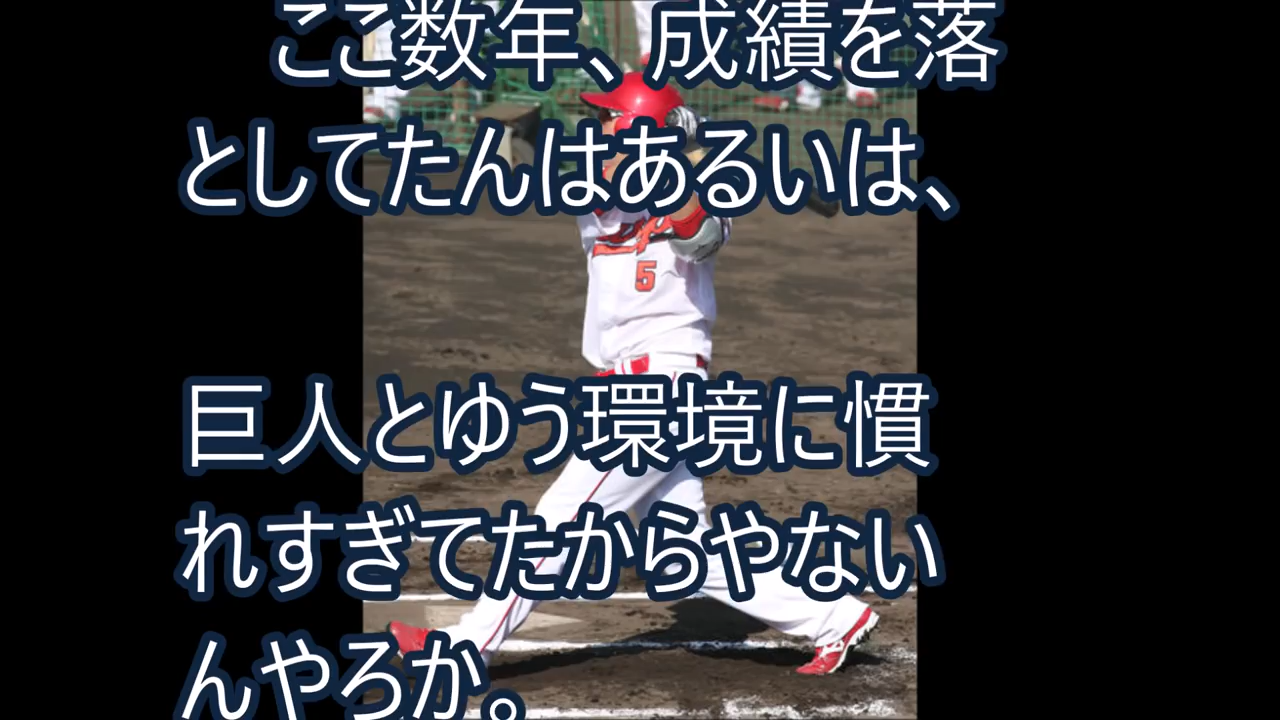 ここ数年、成績を落
としてたんはあるいは、
巨人とゆう環境に慣
れすぎてたからやない
んやろか。
5